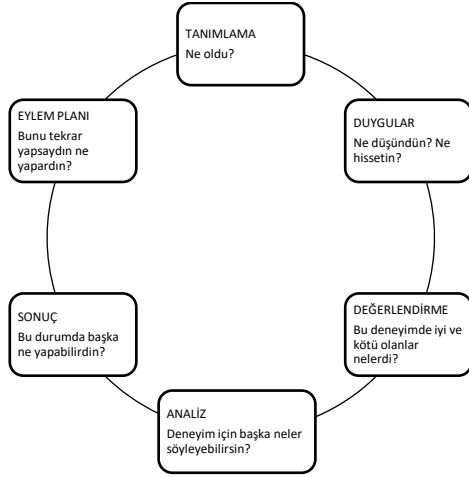 TANIMLAMA
Ne oldu?
DUYGULAR
Ne düşündün? Ne
hissetin?
DEĞERLENDİRME
Bu deneyimde iyi ve
kötü olanlar
nelerdi?
ANALİZ
Deneyim için başka neler
söyleyebilirsin?
SONUÇ
Bu durumda başka
ne yapabilirdin?
EYLEM PLANI
Bunu tekrar
yapsaydın ne
yapardın?